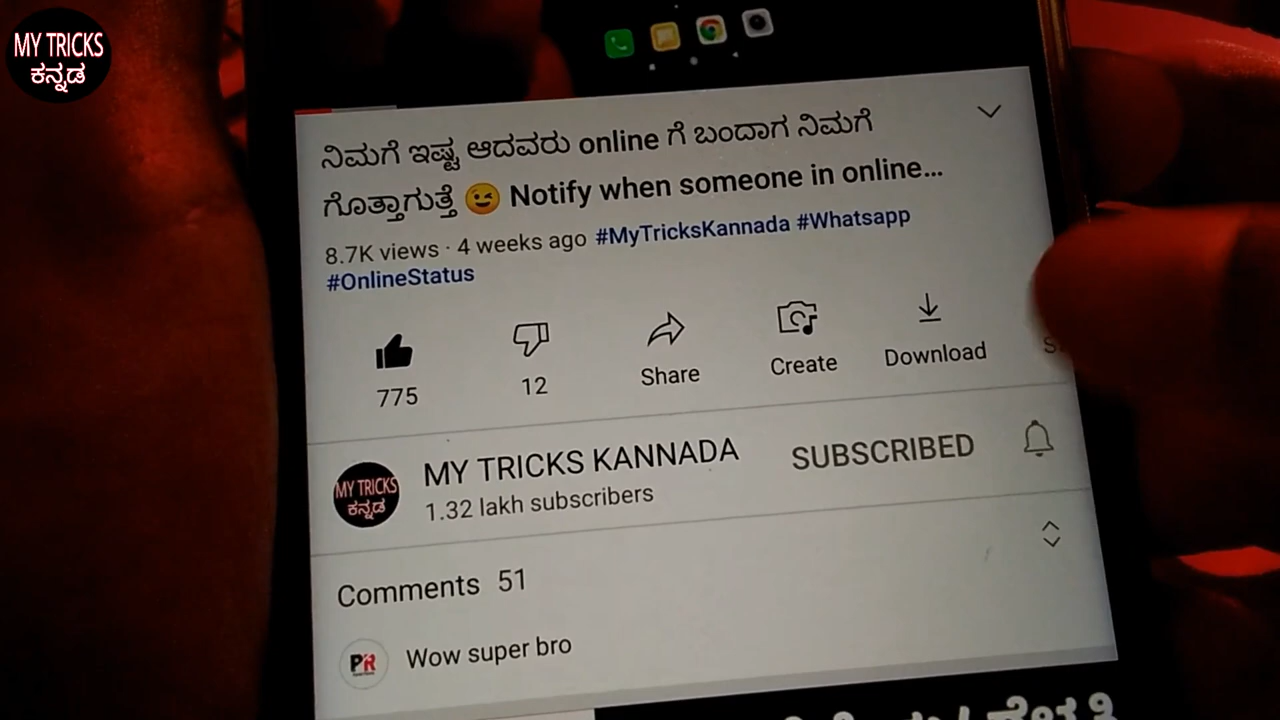 MY TRICKS
ಕನ್ನಡ
ನಿಮಗೆ ಇಷ್ಟ ಆದವರು online ಗೆ ಬಂದಾಗ ನಿಮಗೆ
ಗೊತ್ತಾಗುತ್ತೆ 😉 Notify when someone in online...
8.7K views · 4 weeks ago #MyTricksKannada #Whatsapp
#OnlineStatus
775
12
Share
Create
Download
MY TRICKS
ಕನ್ನಡ
MY TRICKS KANNADA
SUBSCRIBED
1.32 lakh subscribers
Comments 51
PR
Wow super bro